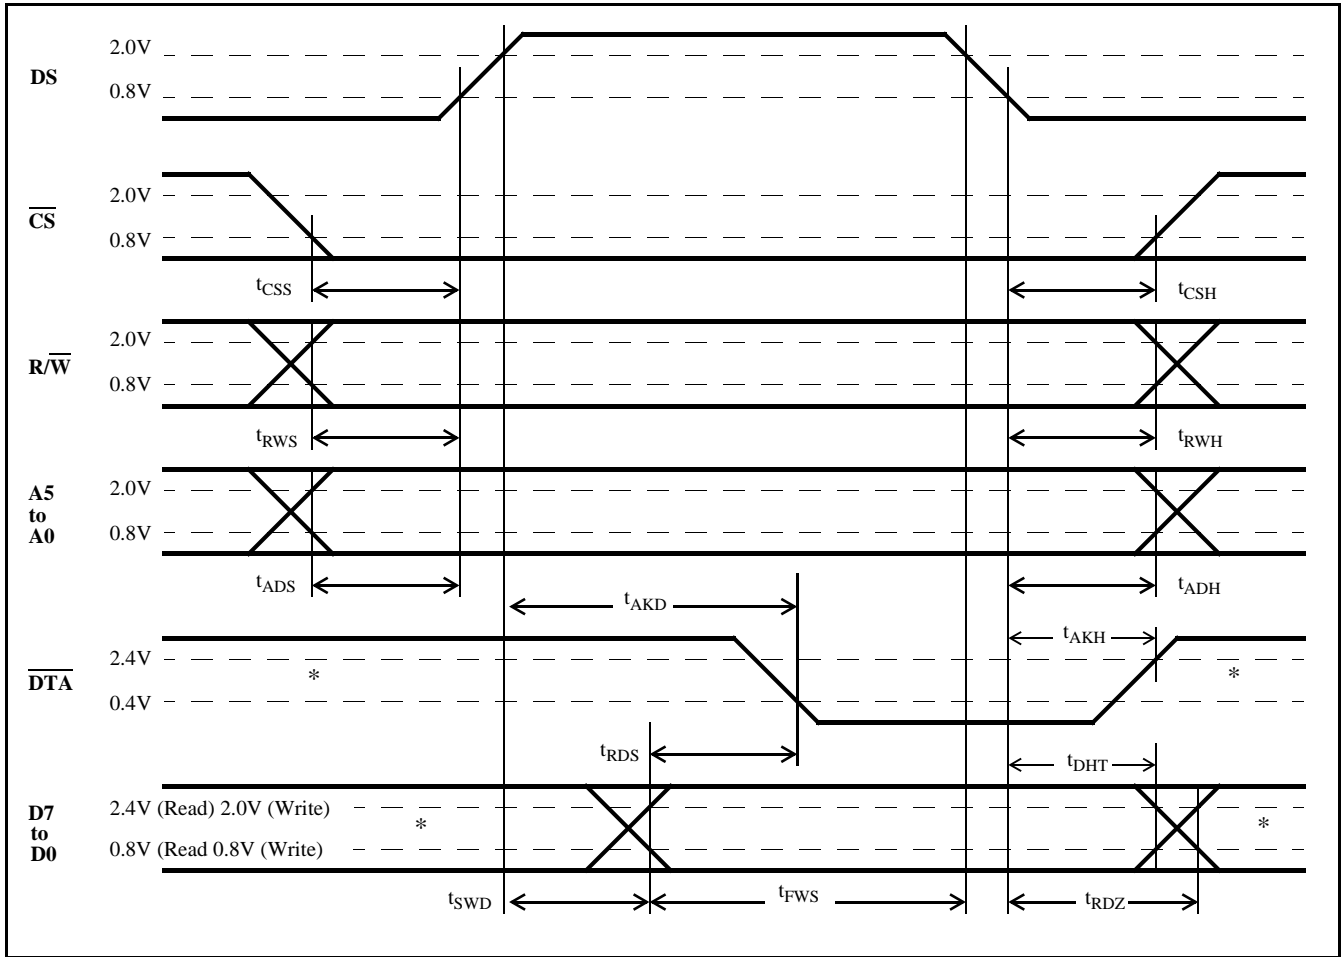 DS
2.0V
0.8V
CS
2.0V
0.8V
tCSS
tCSH
R/W
2.0V
0.8V
tRWS
tRWH
A5
to
A0
2.0V
0.8V
tADS
tADH
tAKD
tAKH
DTA
2.4V
0.4V
*
*
tRDS
tDHT
D7
to
D0
2.4V (Read) 2.0V (Write)
0.8V (Read 0.8V (Write)
*
*
tSWD
tFWS
tRDZ